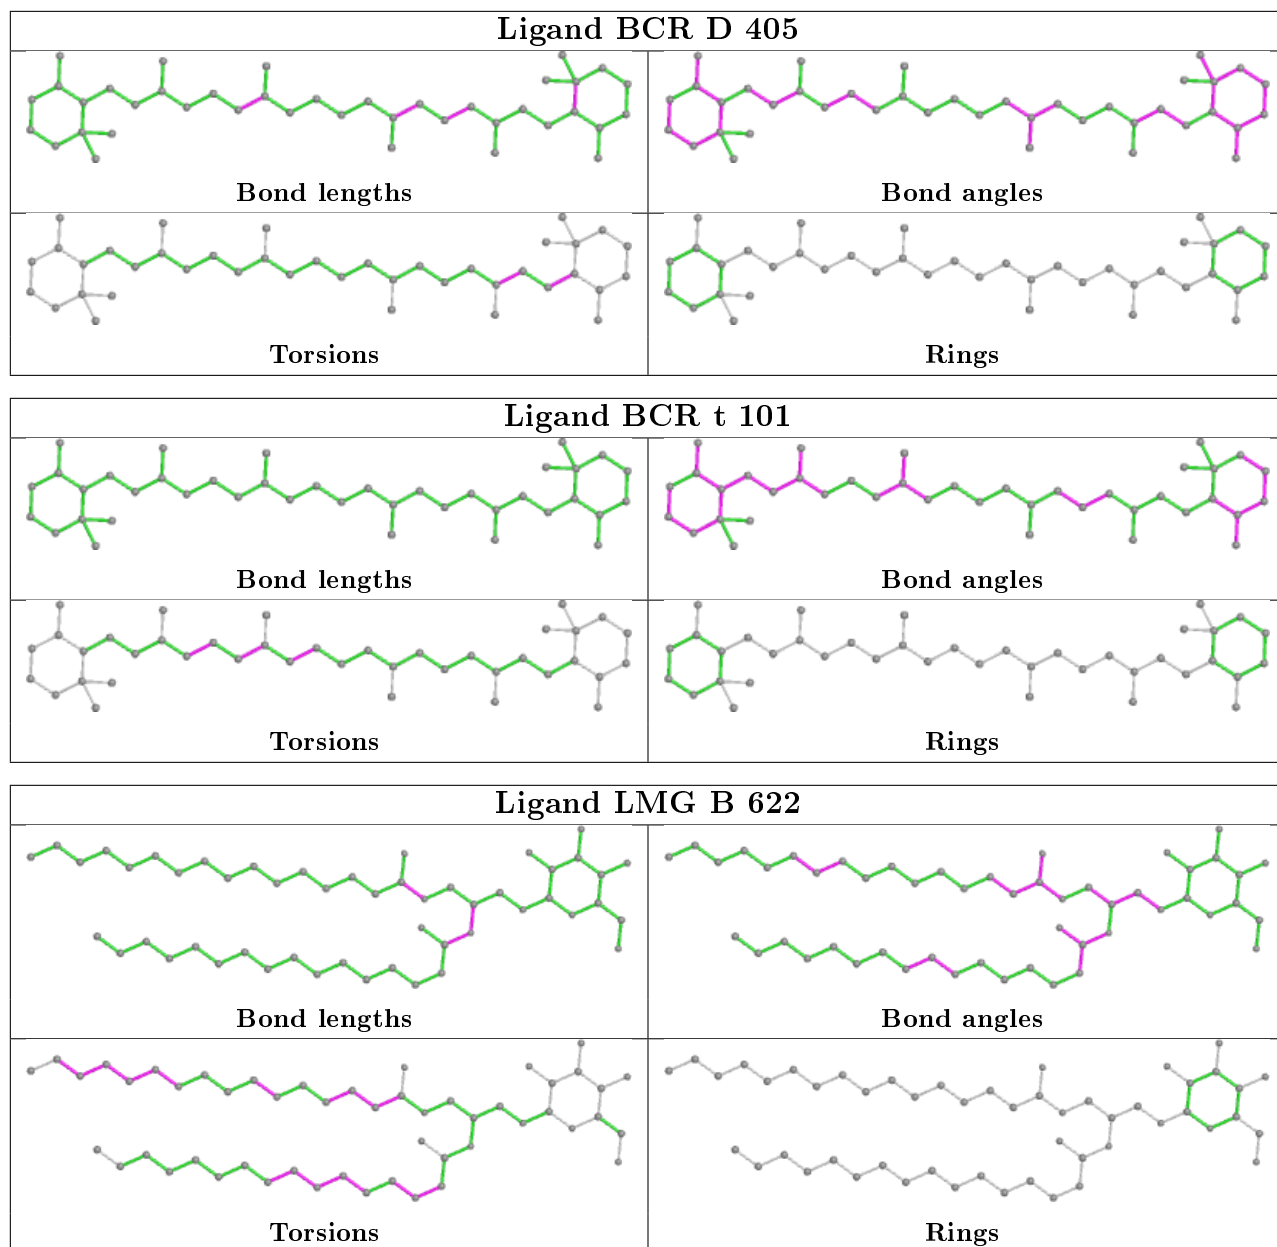 Ligand BCR D 405
Bond lengths
Bond angles
Torsions
Rings
Ligand BCR t 101
Bond lengths
Bond angles
Torsions
Rings
Ligand LMG B 622
Bond lengths
Bond angles
Torsions
Rings